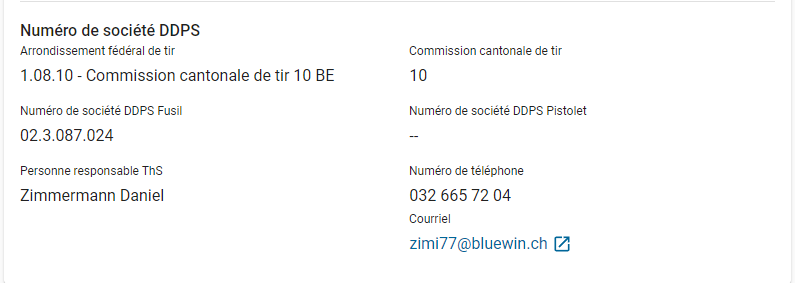 Numéro de société DDPS
Arrondissement fédéral de tir
Commission cantonale de tir
1.08.10 - Commission cantonale de tir 10 BE
10
Numéro de société DDPS Fusil
Numéro de société DDPS Pistolet
02.3.087.024
--
Personne responsable ThS
Numéro de téléphone
Zimmermann Daniel
032 665 72 04
Courriel
zimi77@bluewin.ch